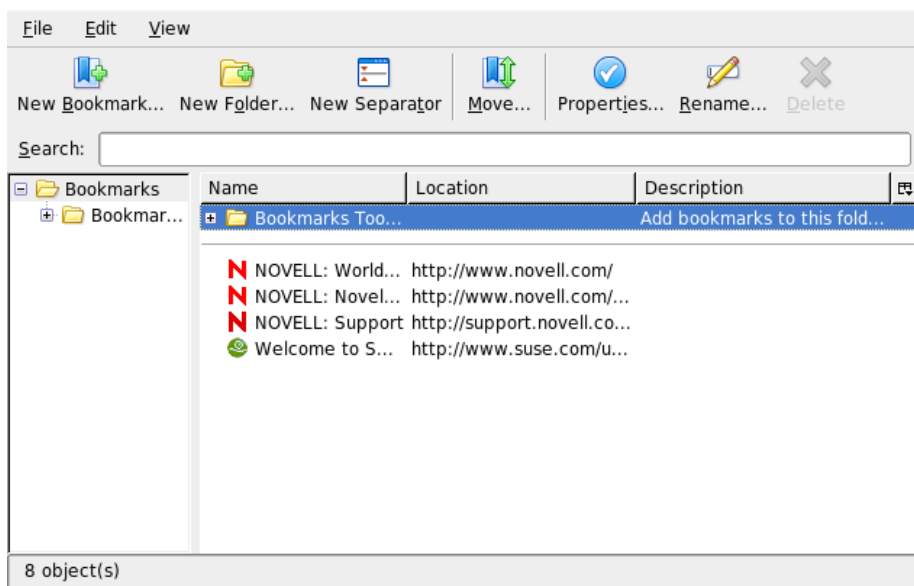 File Edit View
New Bookmark... New Folder... New Separator Move... Properties... Rename... Delete
Search:
Bookmarks
Bookmar...
Name Location Description
Bookmarks Too... Add bookmarks to this fold...
NOVELL: World... http://www.novell.com/
NOVELL: Novel... http://www.novell.com/...
NOVELL: Support http://support.novell.co...
Welcome to S... http://www.suse.com/u...
8 object(s)